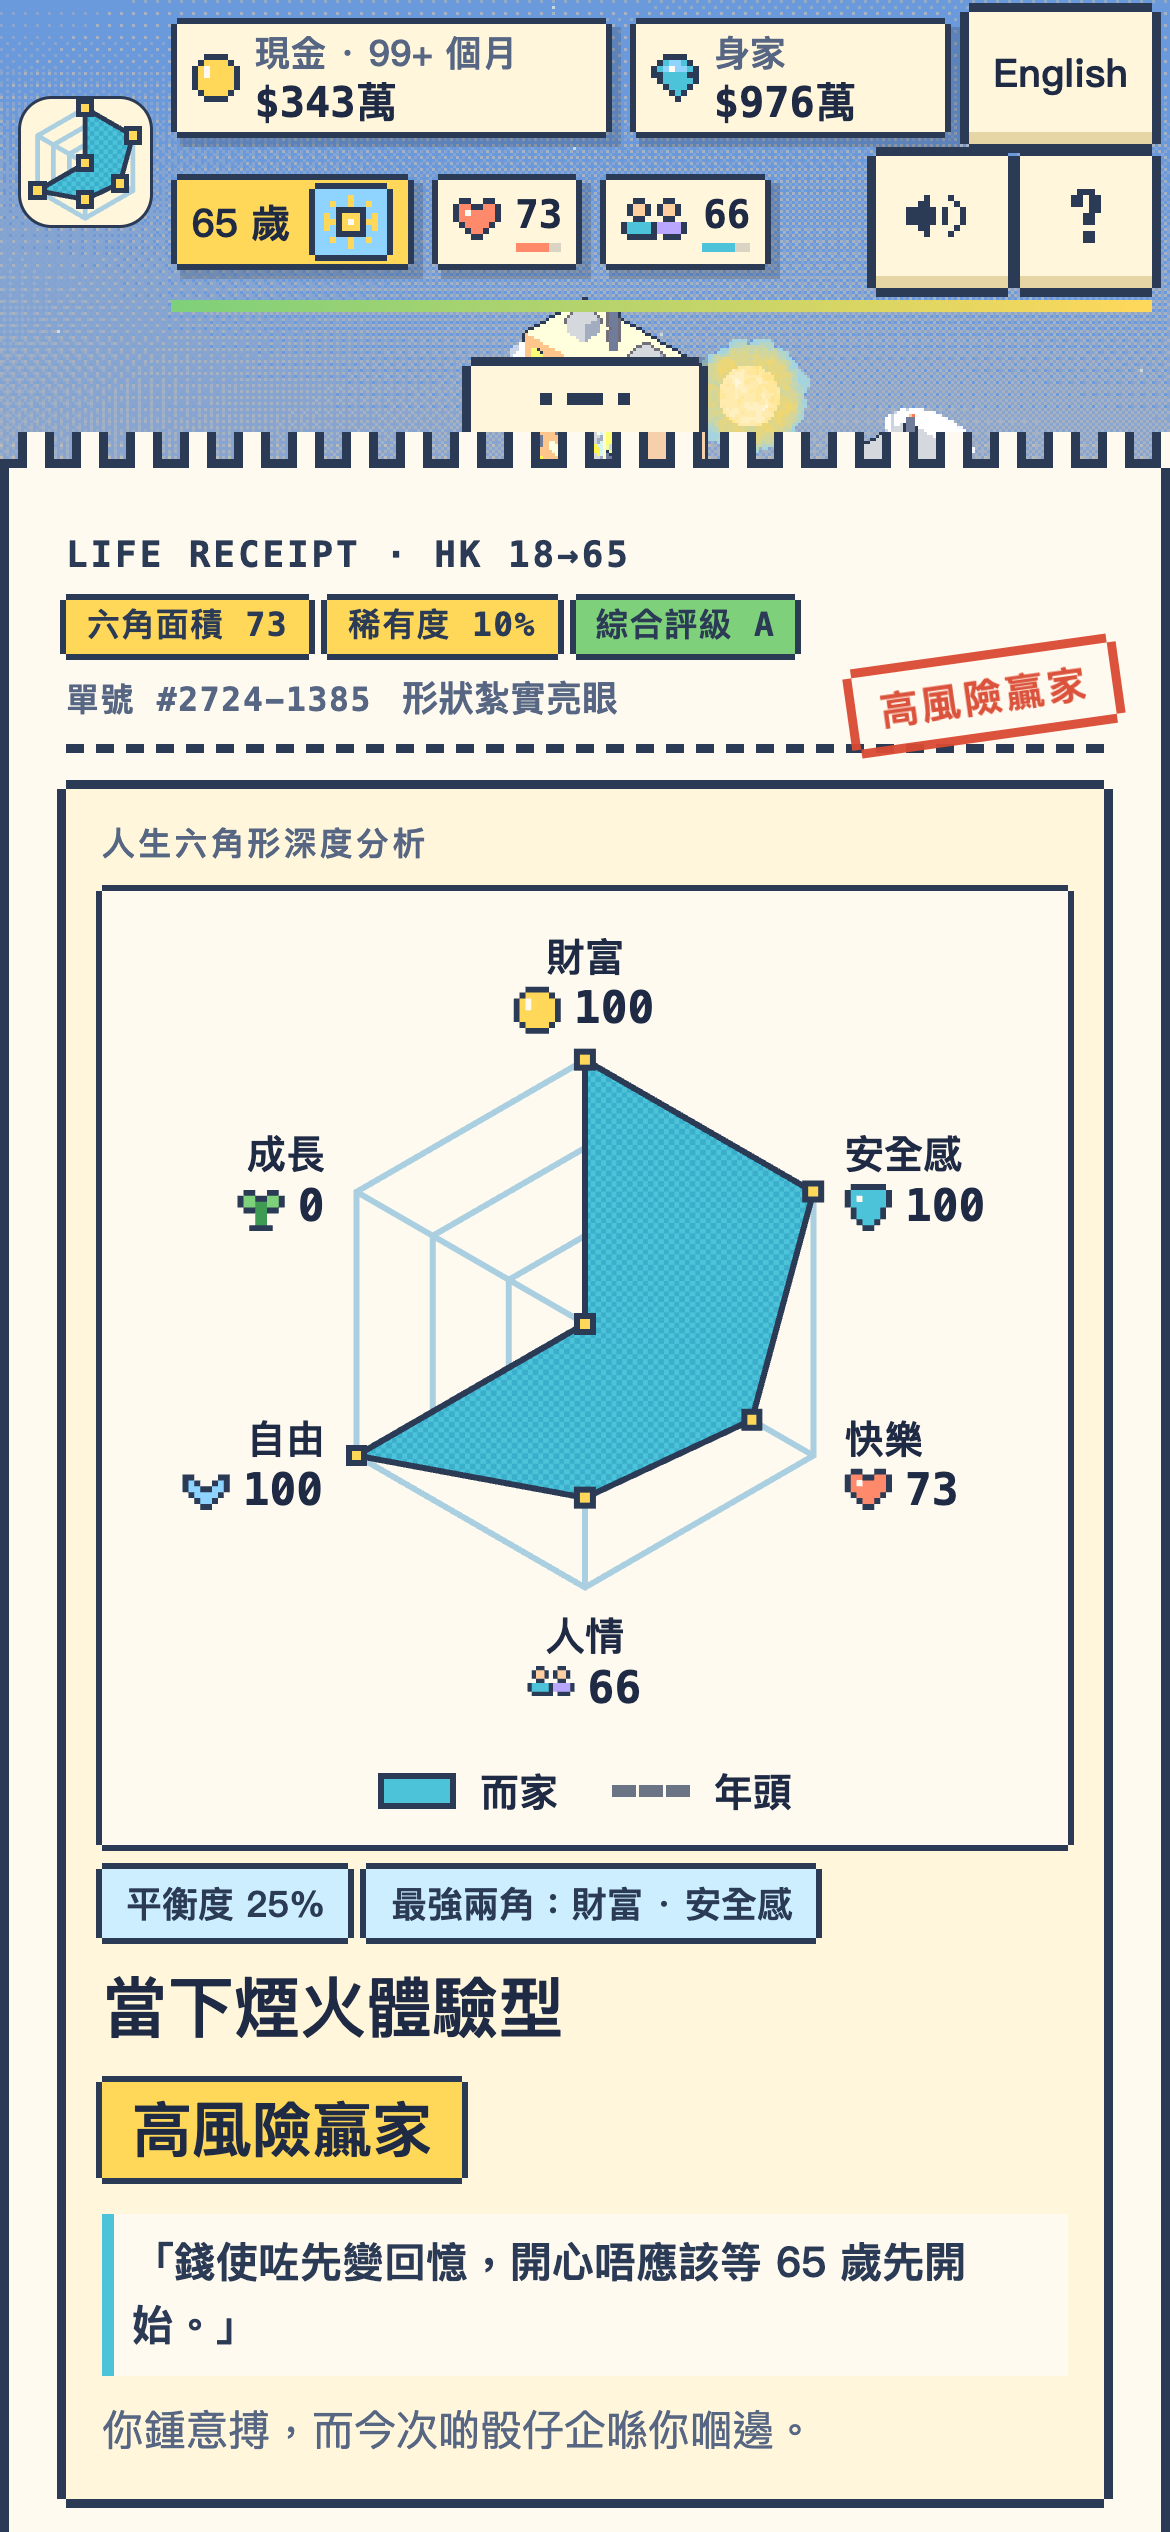 現金 · 99+ 個月
$343萬
身家
$976萬
English
65 歲
73
66
?
LIFE RECEIPT · HK 18→65
六角面積 73
稀有度 10%
綜合評級 A
單號 #2724–1385 形狀紮實亮眼
高風險贏家
人生六角形深度分析
財富
100
成長
0
安全感
100
自由
100
快樂
73
人情
66
而家
年頭
平衡度 25%
最強兩角：財富 · 安全感
當下煙火體驗型
高風險贏家
「錢使咗先變回憶，開心唔應該等 65 歲先開
始。」
你鍾意搏，而今次啲骰仔企喺你嗰邊。